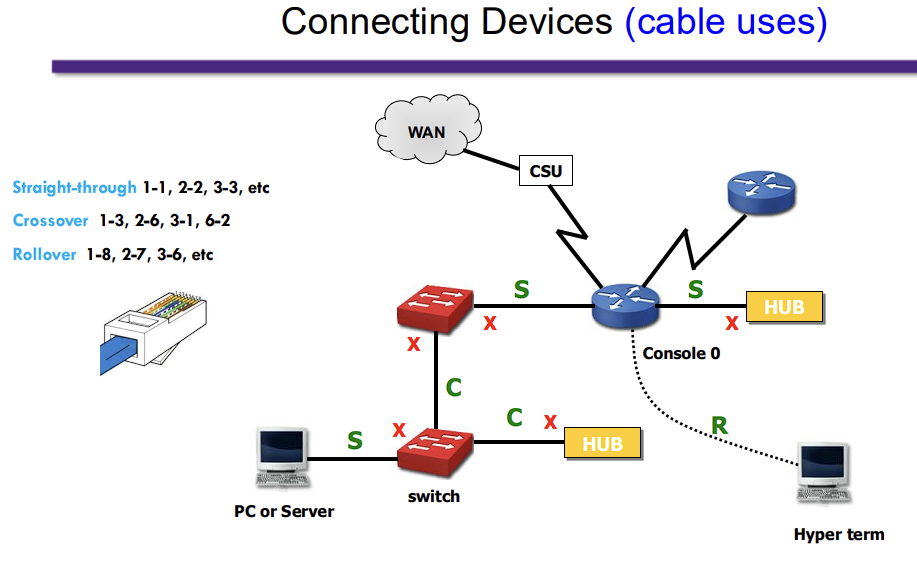 Connecting Devices (cable uses)
WAN
CSU
Straight-through 1-1, 2-2, 3-3, etc
Crossover 1-3, 2-6, 3-1, 6-2
Rollover 1-8, 2-7, 3-6, etc
S
S
X
X
HUB
X
Console 0
C
X
C
X
S
R
HUB
switch
PC or Server
Hyper term